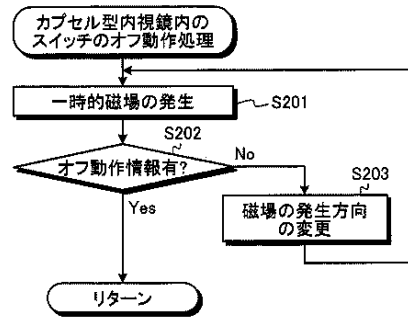 カプセル型内視鏡内の
スイッチのオフ動作処理
一時的磁場の発生
S201
S202
オフ動作情報有?
No
S203
磁場の発生方向
の変更
Yes
リターン